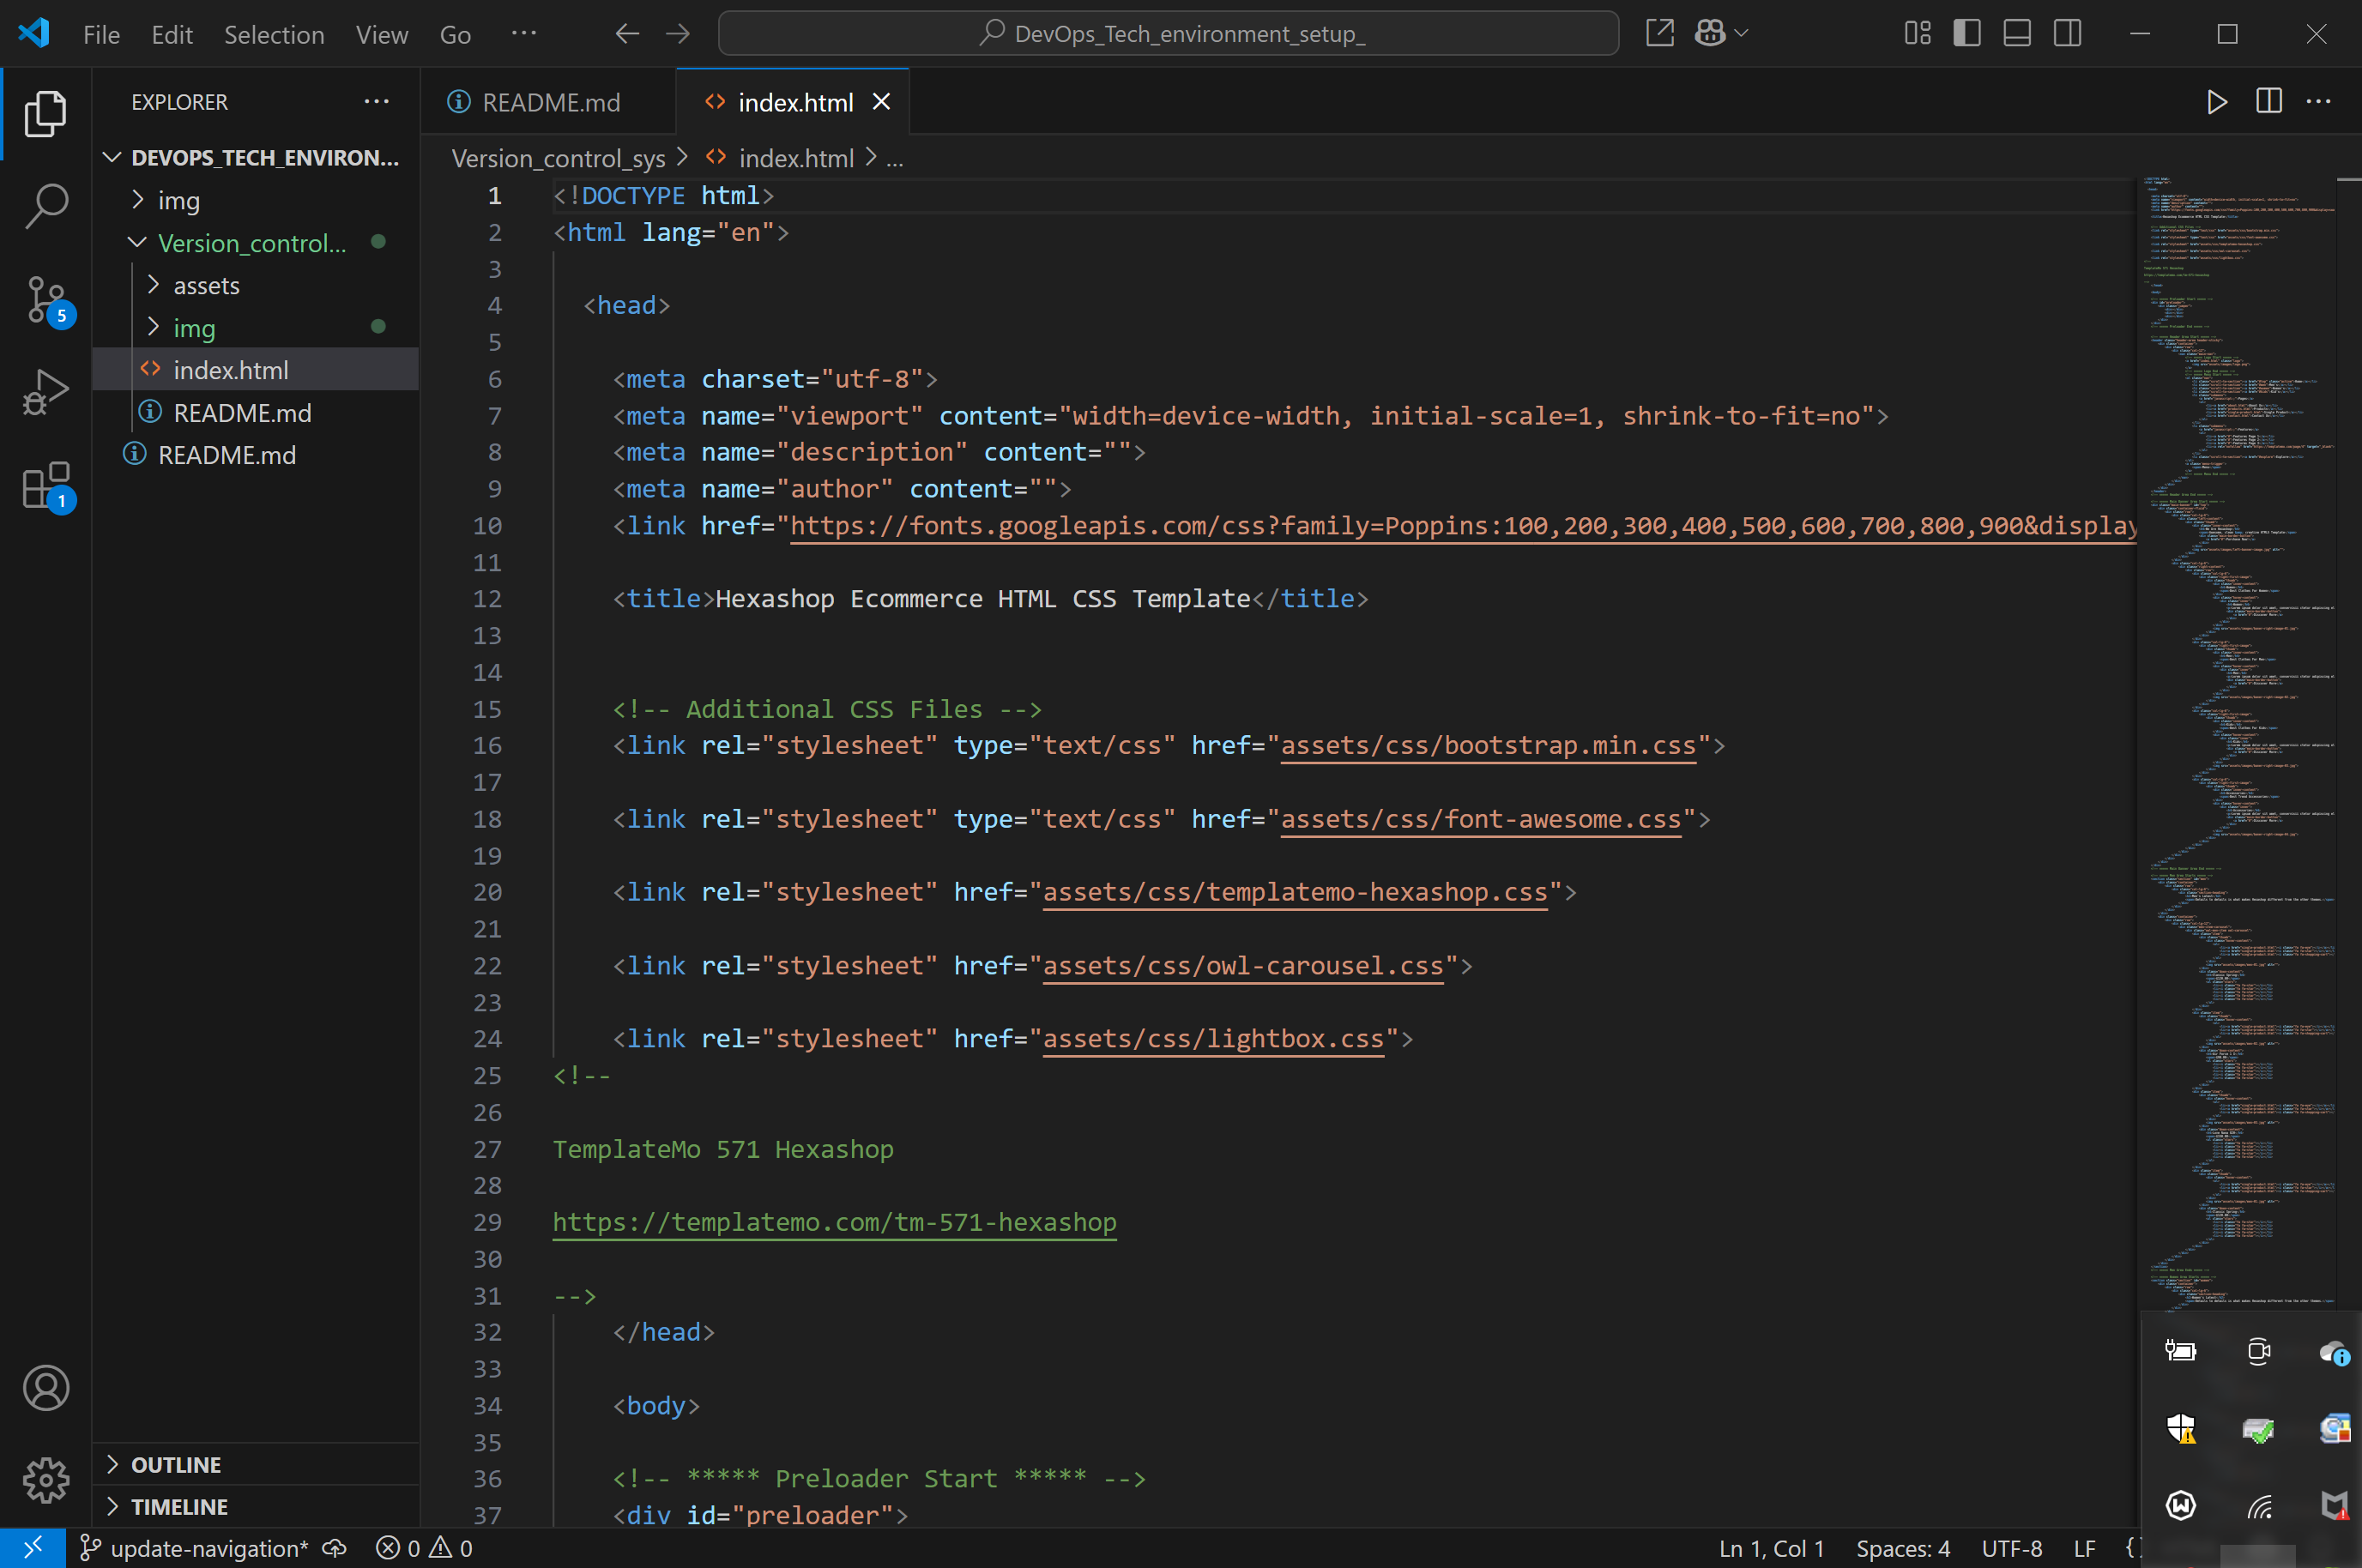 File Edit Selection View Go ··· DevOps_Tech_environment_setup_
EXPLORER
README.md
index.html
DEVOPS_TECH_ENVIRON...
img
Version_control...
assets
img
index.html
README.md
README.md
5
1
OUTLINE
TIMELINE
Version_control_sys > index.html > ...
1 <!DOCTYPE html>
2 <html lang="en">
3
4 <head>
5
6 <meta charset="utf-8">
7 <meta name="viewport" content="width=device-width, initial-scale=1, shrink-to-fit=no">
8 <meta name="description" content="">
9 <meta name="author" content="">
10 <link href="https://fonts.googleapis.com/css?family=Poppins:100,200,300,400,500,600,700,800,900&display
11
12 <title>Hexashop Ecommerce HTML CSS Template</title>
13
14
15 <!-- Additional CSS Files -->
16 <link rel="stylesheet" type="text/css" href="assets/css/bootstrap.min.css">
17
18 <link rel="stylesheet" type="text/css" href="assets/css/font-awesome.css">
19
20 <link rel="stylesheet" href="assets/css/templatemo-hexashop.css">
21
22 <link rel="stylesheet" href="assets/css/owl-carousel.css">
23
24 <link rel="stylesheet" href="assets/css/lightbox.css">
25 <!--
26
27 TemplateMo 571 Hexashop
28
29 https://templatemo.com/tm-571-hexashop
30
31 -->
32 </head>
33
34 <body>
35
36 <!-- ***** Preloader Start ***** -->
37 <div id="preloader">
update-navigation* 0 0 Ln 1, Col 1 Spaces: 4 UTF-8 LF {